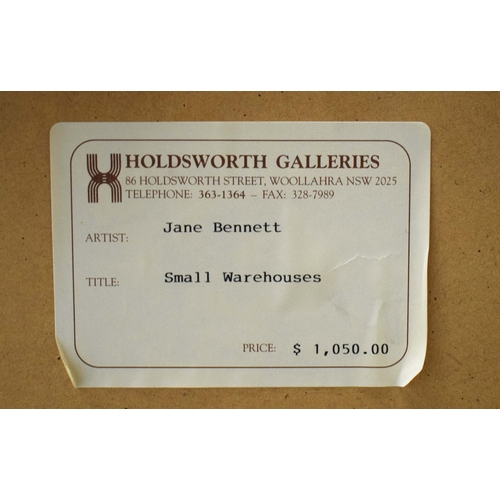 HOLDSWORTH GALLERIES
86 HOLDSWORTH STREET, WOOLLAHRA NSW 2025
TELEPHONE: 363-1364 – FAX: 328-7989
ARTIST: Jane Bennett
TITLE: Small Warehouses
PRICE: $ 1,050.00